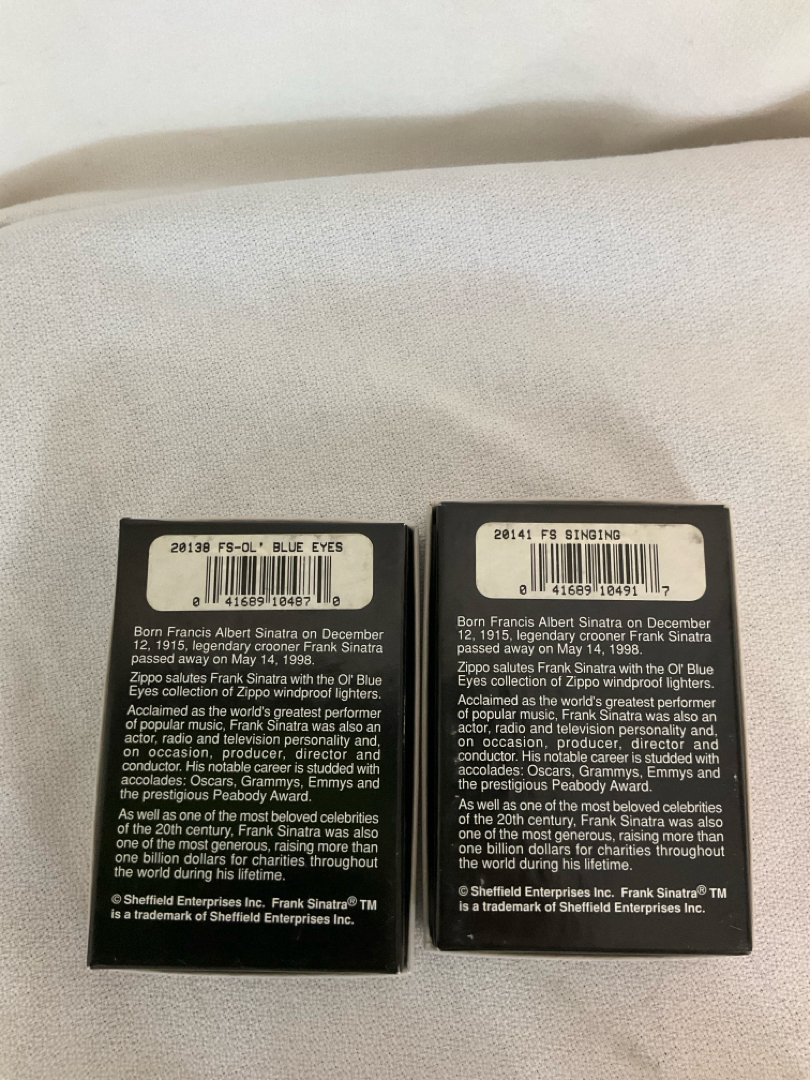 20138 FS-OL' BLUE EYES
0 41689 10487 0
Born Francis Albert Sinatra on December
12, 1915, legendary crooner Frank Sinatra
passed away on May 14, 1998.
Zippo salutes Frank Sinatra with the Ol' Blue
Eyes collection of Zippo windproof lighters.
Acclaimed as the world's greatest performer
of popular music, Frank Sinatra was also an
actor, radio and television personality and,
on occasion, producer, director and
conductor. His notable career is studded with
accolades: Oscars, Grammys, Emmys and
the prestigious Peabody Award.
As well as one of the most beloved celebrities
of the 20th century, Frank Sinatra was also
one of the most generous, raising more than
one billion dollars for charities throughout
the world during his lifetime.
© Sheffield Enterprises Inc. Frank Sinatra® TM
is a trademark of Sheffield Enterprises Inc.
20141 FS SINGING
0 41689 10491 7
Born Francis Albert Sinatra on December
12, 1915, legendary crooner Frank Sinatra
passed away on May 14, 1998.
Zippo salutes Frank Sinatra with the Ol' Blue
Eyes collection of Zippo windproof lighters.
Acclaimed as the world's greatest performer
of popular music, Frank Sinatra was also an
actor, radio and television personality and,
on occasion, producer, director and
conductor. His notable career is studded with
accolades: Oscars, Grammys, Emmys and
the prestigious Peabody Award.
As well as one of the most beloved celebrities
of the 20th century, Frank Sinatra was also
one of the most generous, raising more than
one billion dollars for charities throughout
the world during his lifetime.
© Sheffield Enterprises Inc. Frank Sinatra® TM
is a trademark of Sheffield Enterprises Inc.